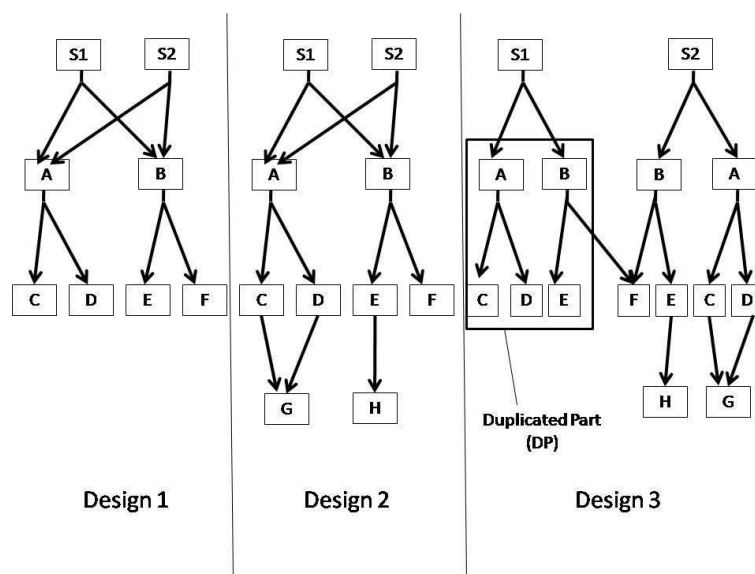 S1 S2 S1 S2 S1 S2
A B A B A B B A
C D E F C D E F C D E F E C D
G H H G
Duplicated Part
(DP)
Design 1 Design 2 Design 3